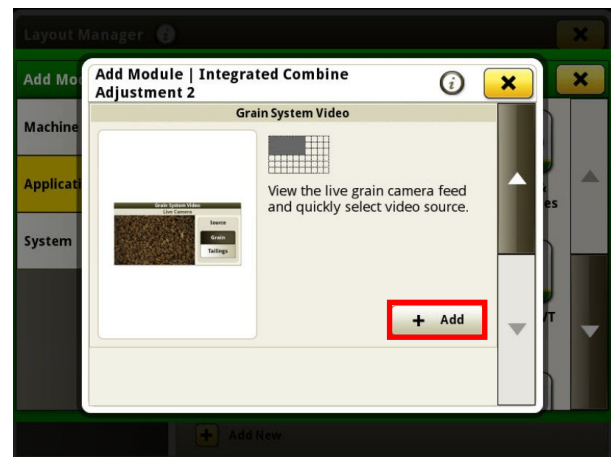 Layout Manager
Add Mo
Add Module | Integrated Combine
Adjustment 2
Machine
Applicati
System
Grain System Video
Grain System Video
Live Camera
Source
Grain
Tailings
View the live grain camera feed
and quickly select video source.
+ Add
es
/T
+ Add New